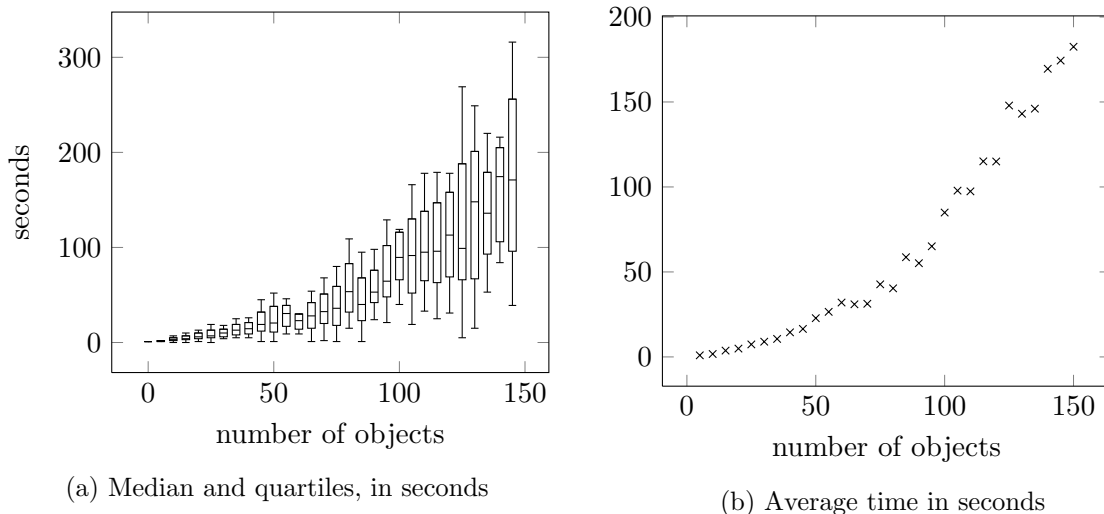 300
200
100
0
seconds
0 50 100 150
number of objects
(a) Median and quartiles, in seconds
200
150
100
50
0
0 50 100 150
number of objects
(b) Average time in seconds